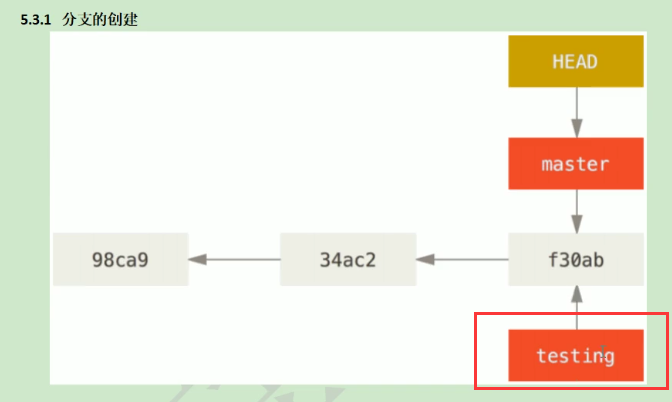 5.3.1 分支的创建
HEAD
master
98ca9 34ac2 f30ab
testing